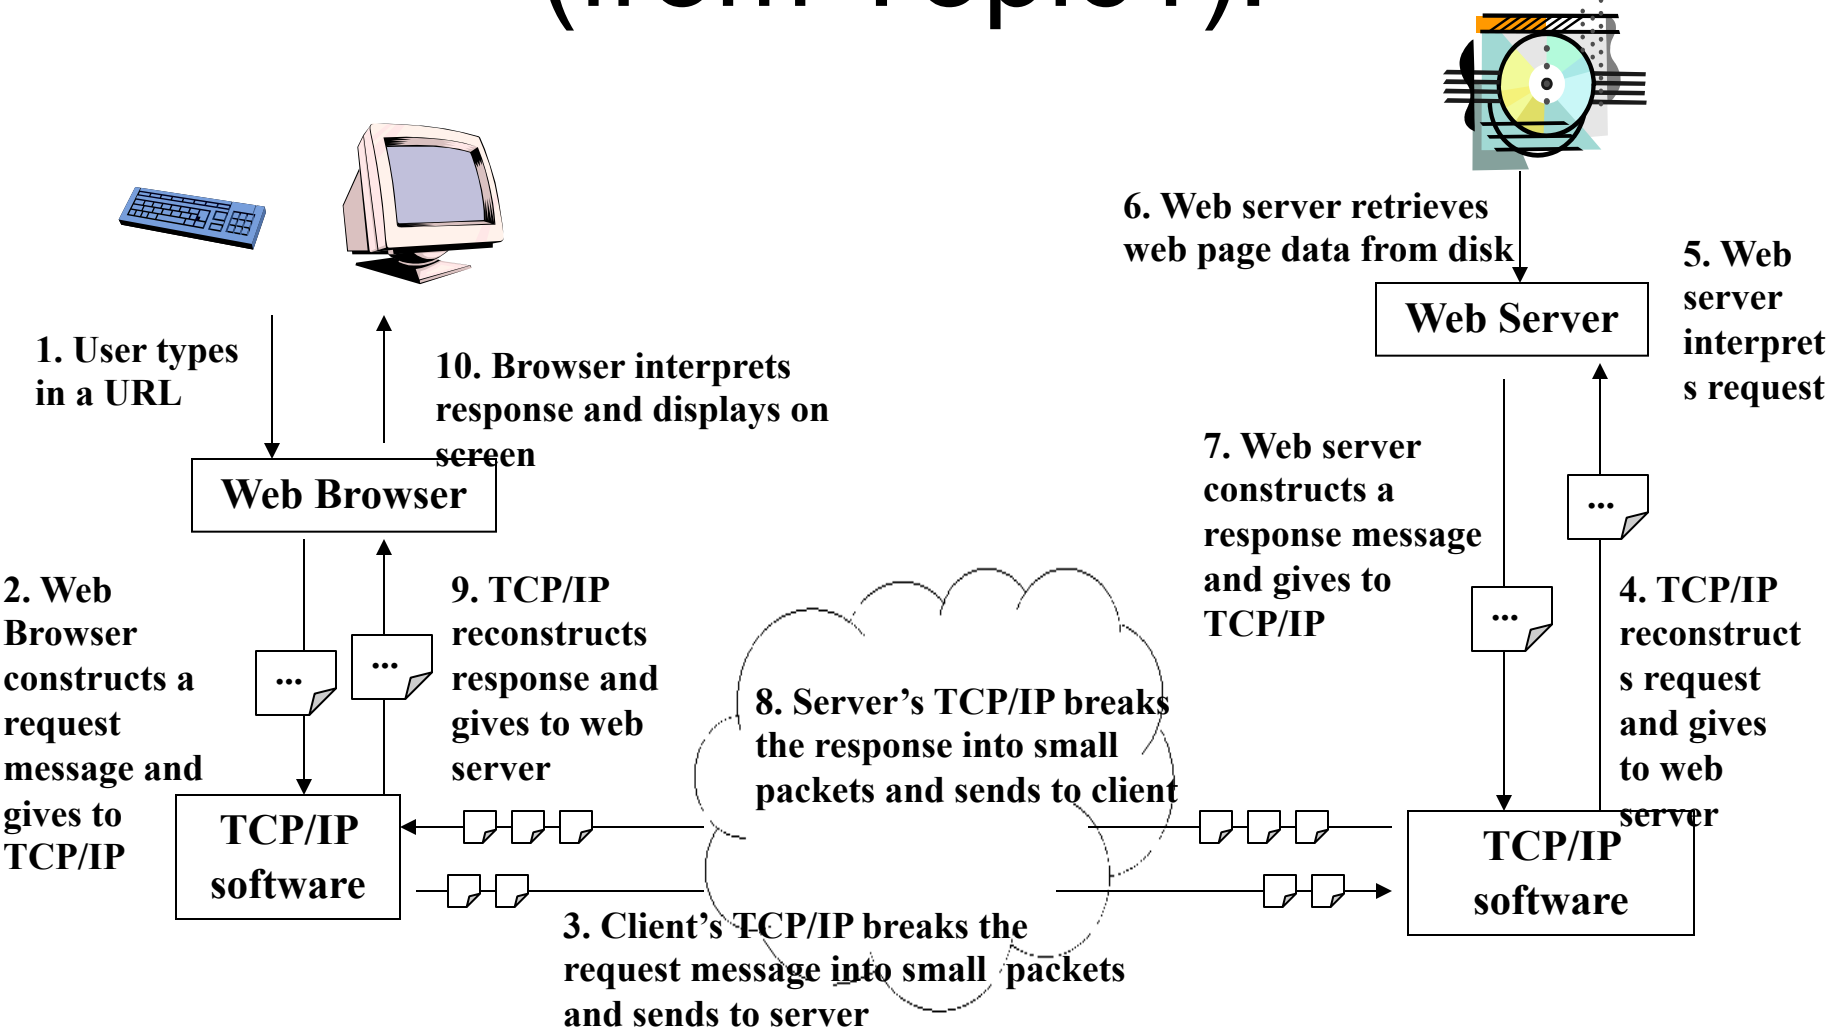 (from Topic1):
6. Web server retrieves
web page data from disk
5. Web
server
interpret
s request
Web Server
1. User types
in a URL
10. Browser interprets
response and displays on
screen
Web Browser
7. Web server
constructs a
response message
and gives to
TCP/IP
...
...
2. Web
Browser
constructs a
request
message and
gives to
TCP/IP
...
...
9. TCP/IP
reconstructs
response and
gives to web
server
4. TCP/IP
reconstruct
s request
and gives
to web
server
8. Server’s TCP/IP breaks
the response into small
packets and sends to client
TCP/IP
software
TCP/IP
software
3. Client’s TCP/IP breaks the
request message into small packets
and sends to server